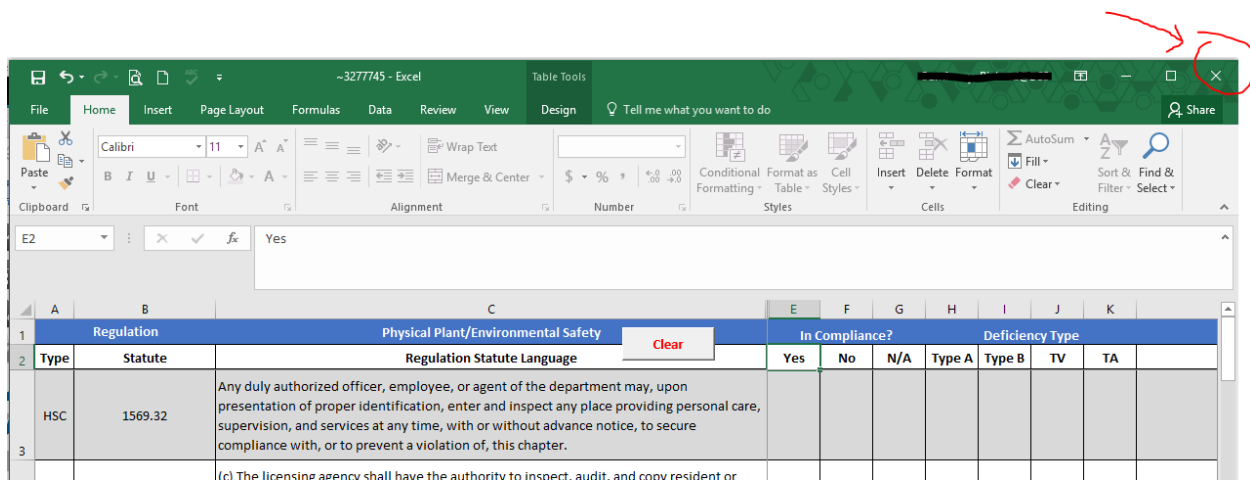 ~3277745 - Excel
Table Tools
File Home Insert Page Layout Formulas Data Review View Design Tell me what you want to do Share
Paste
Calibri 11
Wrap Text
AutoSum
B I U A
Merge & Center
$ % ,
Conditional Formatting
Format as Table
Cell Styles
Insert Delete Format
Fill
Clear
Sort & Filter
Find & Select
Clipboard Font Alignment Number Styles Cells Editing
E2 fx Yes
A B C E F G H I J K
1 Regulation Physical Plant/Environmental Safety Clear In Compliance? Deficiency Type
2 Type Statute Regulation Statute Language Yes No N/A Type A Type B TV TA
Any duly authorized officer, employee, or agent of the department may, upon
presentation of proper identification, enter and inspect any place providing personal care,
HSC 1569.32
supervision, and services at any time, with or without advance notice, to secure
compliance with, or to prevent a violation of, this chapter.
3
(c) The licensing agency shall have the authority to inspect, audit, and copy resident or